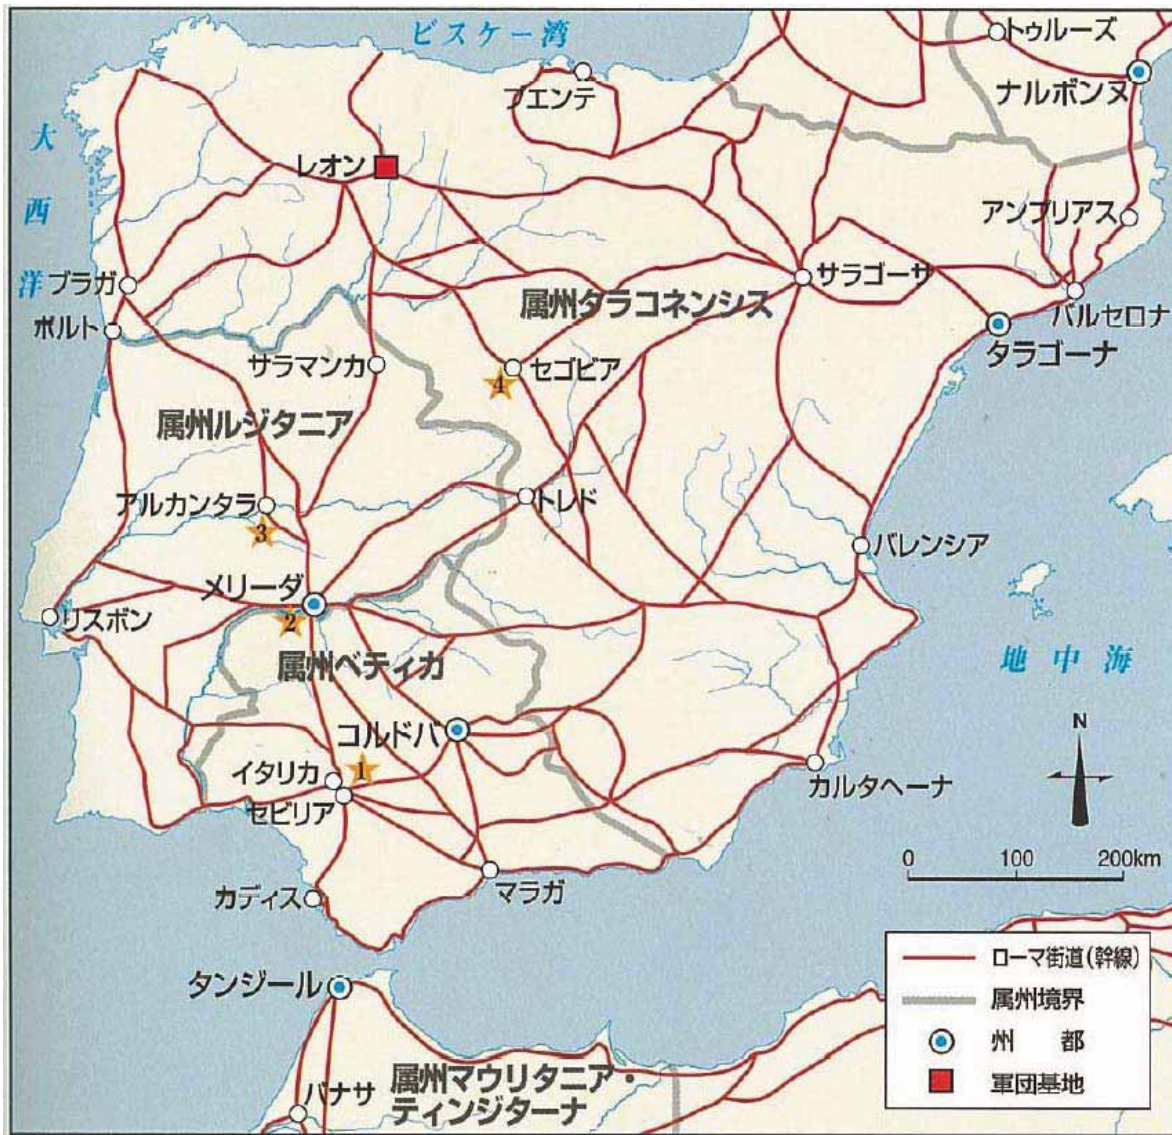 ビスケー湾
トゥルーズ
ナルボンヌ
プエンテ
大西洋
レオン
アンプリアス
ブラガ
サラゴーサ
属州タラコネンシス
バルセロナ
ポルト
タラゴーナ
サラマンカ
セゴビア
4
属州ルジタニア
アルカンタラ
トレド
3
バレンシア
メリーダ
リスボン
2
属州ベティカ
地中海
コルドバ
N
イタリカ
1
カルタヘーナ
セビリア
0 100 200km
カディス
マラガ
タンジール
ローマ街道(幹線)
属州境界
州都
軍団基地
属州マウリタニア・
ティンジターナ
バナサ